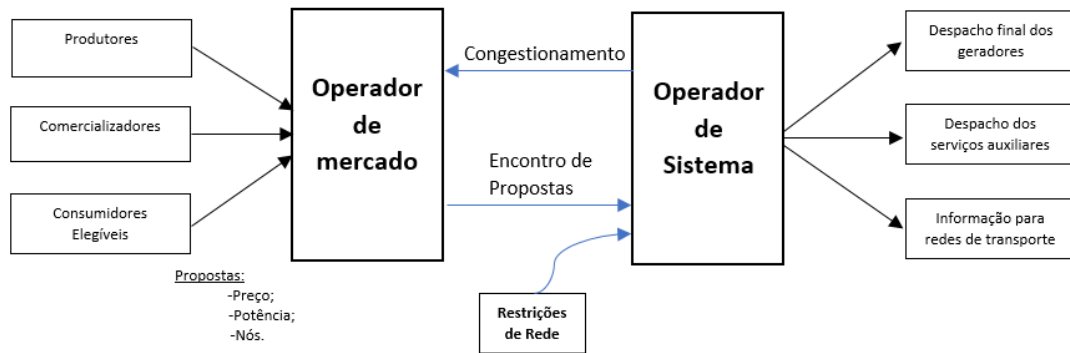 Produtores
Comercializadores
Consumidores
Elegíveis
Propostas:
-Preço;
-Potência;
-Nós.
Operador
de
mercado
Congestionamento
Encontro de
Propostas
Restrições
de Rede
Operador
de
Sistema
Despacho final dos
geradores
Despacho dos
serviços auxiliares
Informação para
redes de transporte